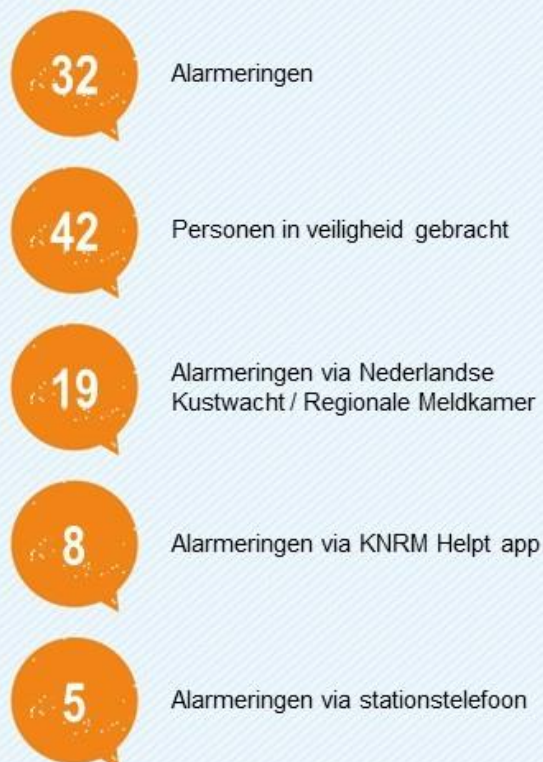 32
Alarmeringen
42
Personen in veiligheid gebracht
19
Alarmeringen via Nederlandse
Kustwacht / Regionale Meldkamer
8
Alarmeringen via KNRM Helpt app
5
Alarmeringen via stationstelefoon